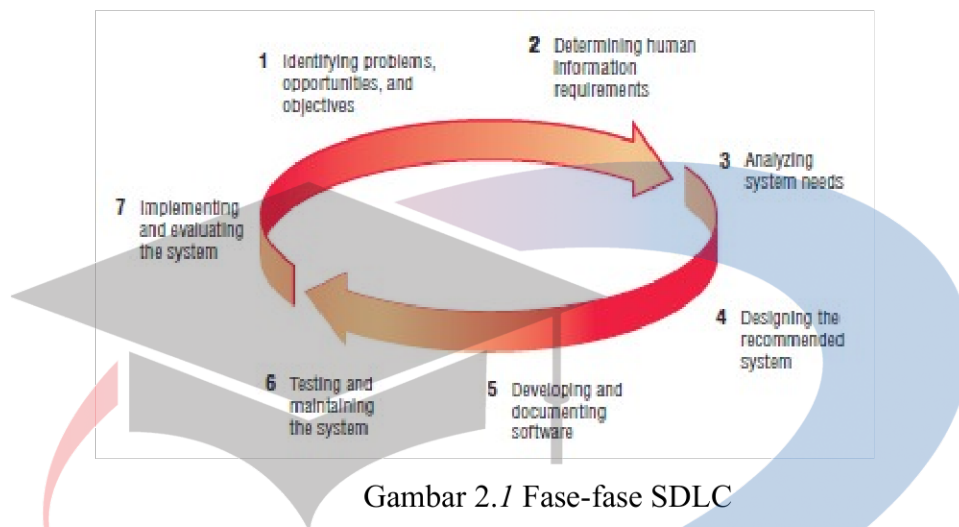 1 Identifying problems,
opportunities, and
objectives
2 Determining human
information
requirements
3 Analyzing
system needs
4 Designing the
recommended
system
5 Developing and
documenting
software
6 Testing and
maintaining
the system
7 Implementing
and evaluating
the system
Gambar 2.1 Fase-fase SDLC